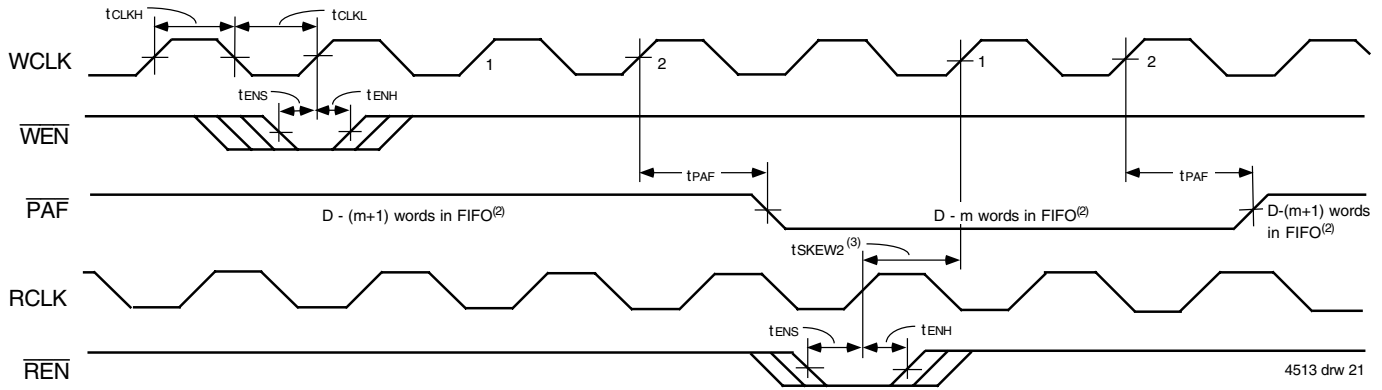 tCLKH
tCLKL
WCLK
1
2
1
2
tENS
tENH
WEN
tPAF
tPAF
PAF
D - (m+1) words in FIFO(2)
D - m words in FIFO(2)
D-(m+1) words
in FIFO(2)
tSKEW2(3)
RCLK
tENS
tENH
REN
4513 drw 21